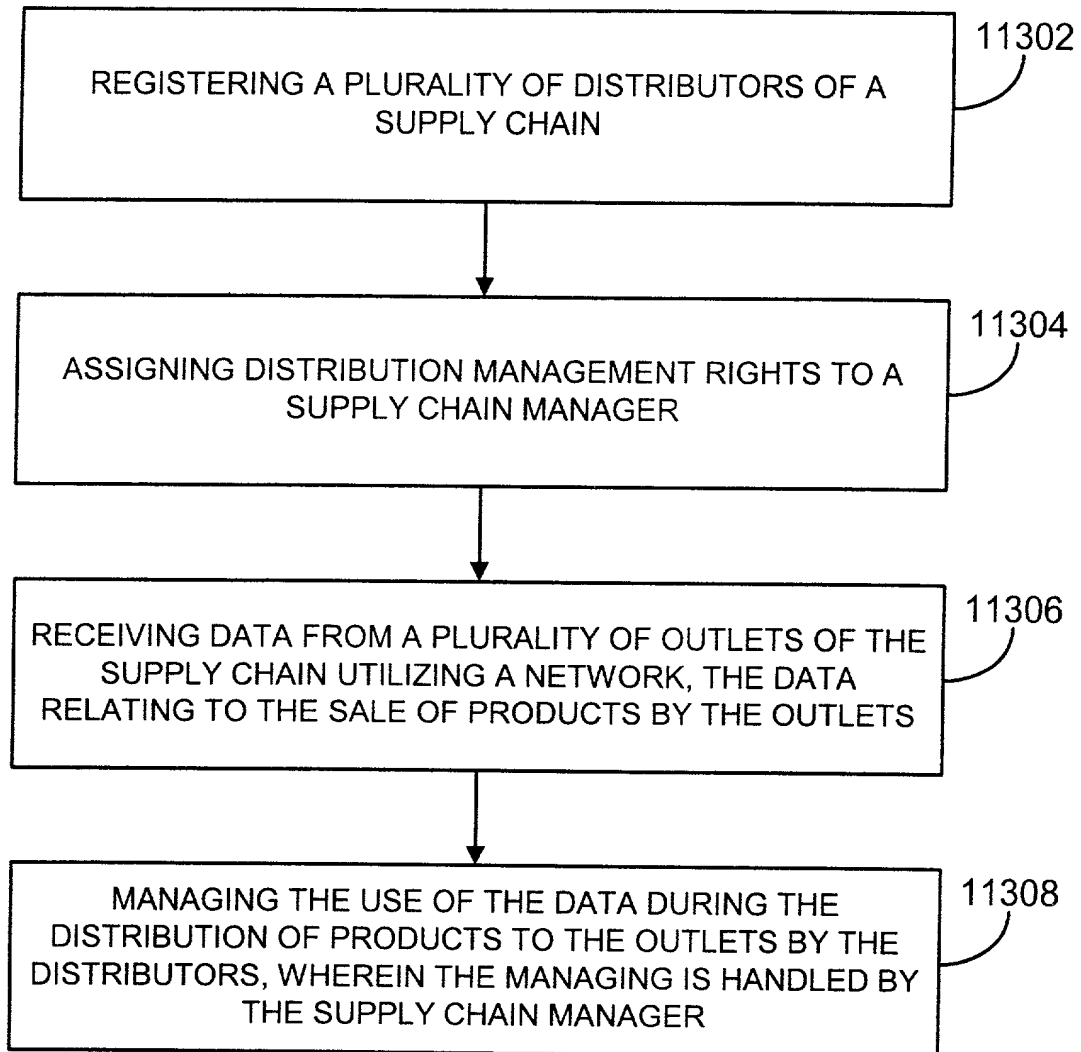 11302
REGISTERING A PLURALITY OF DISTRIBUTORS OF A
SUPPLY CHAIN
11304
ASSIGNING DISTRIBUTION MANAGEMENT RIGHTS TO A
SUPPLY CHAIN MANAGER
11306
RECEIVING DATA FROM A PLURALITY OF OUTLETS OF THE
SUPPLY CHAIN UTILIZING A NETWORK, THE DATA
RELATING TO THE SALE OF PRODUCTS BY THE OUTLETS
11308
MANAGING THE USE OF THE DATA DURING THE
DISTRIBUTION OF PRODUCTS TO THE OUTLETS BY THE
DISTRIBUTORS, WHEREIN THE MANAGING IS HANDLED BY
THE SUPPLY CHAIN MANAGER